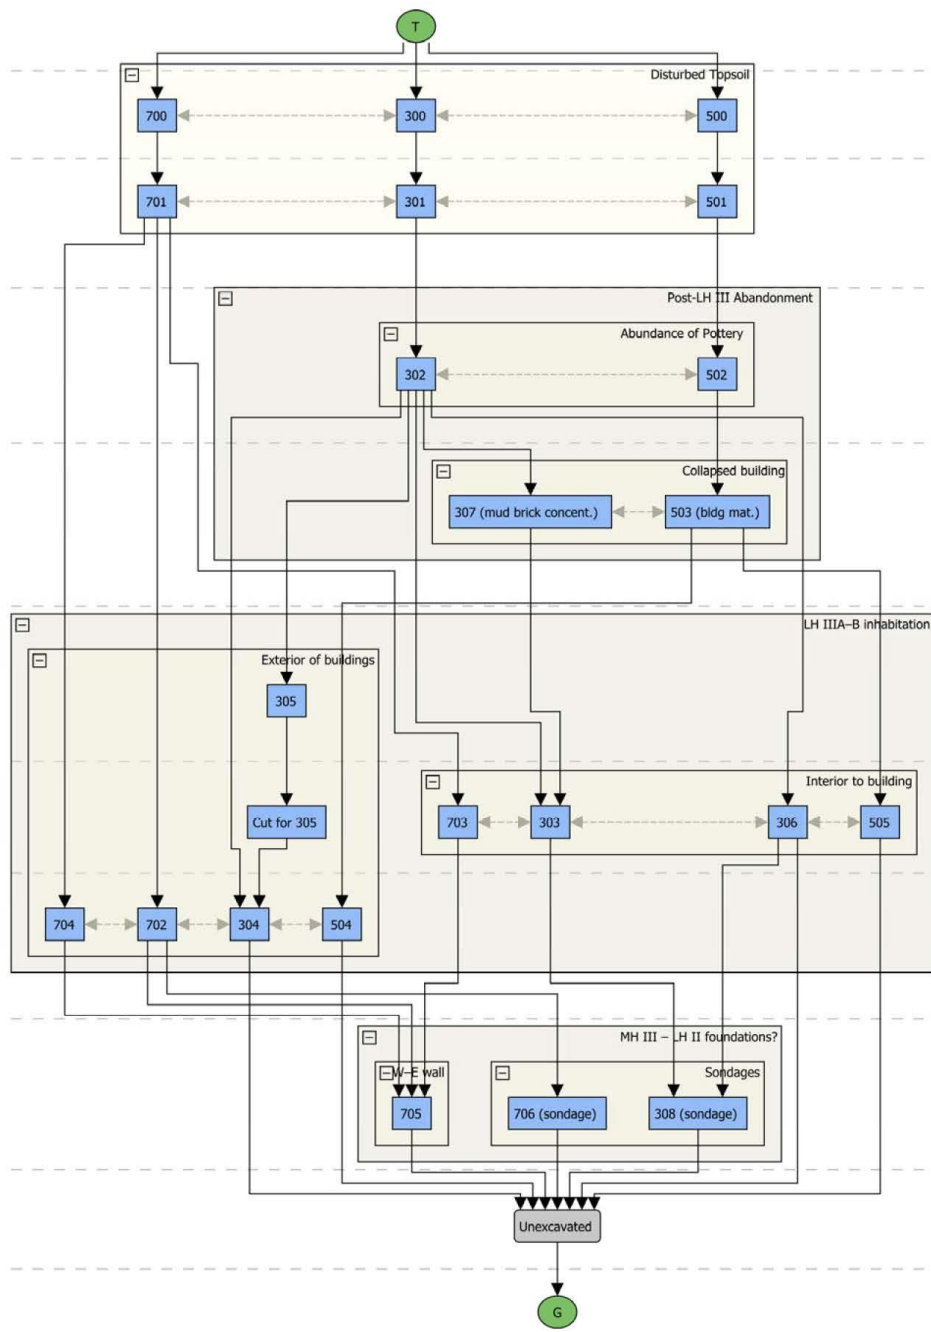 T
Disturbed Topsoil
700
300
500
701
301
501
Post-LH III Abandonment
Abundance of Pottery
302
502
Collapsed building
307 (mud brick concent.)
503 (bldg mat.)
LH IIIA–B inhabitation
Exterior of buildings
305
Interior to building
Cut for 305
703
303
306
505
704
702
304
504
MH III – LH II foundations?
W–E wall
Sondages
705
706 (sondage)
308 (sondage)
Unexcavated
G